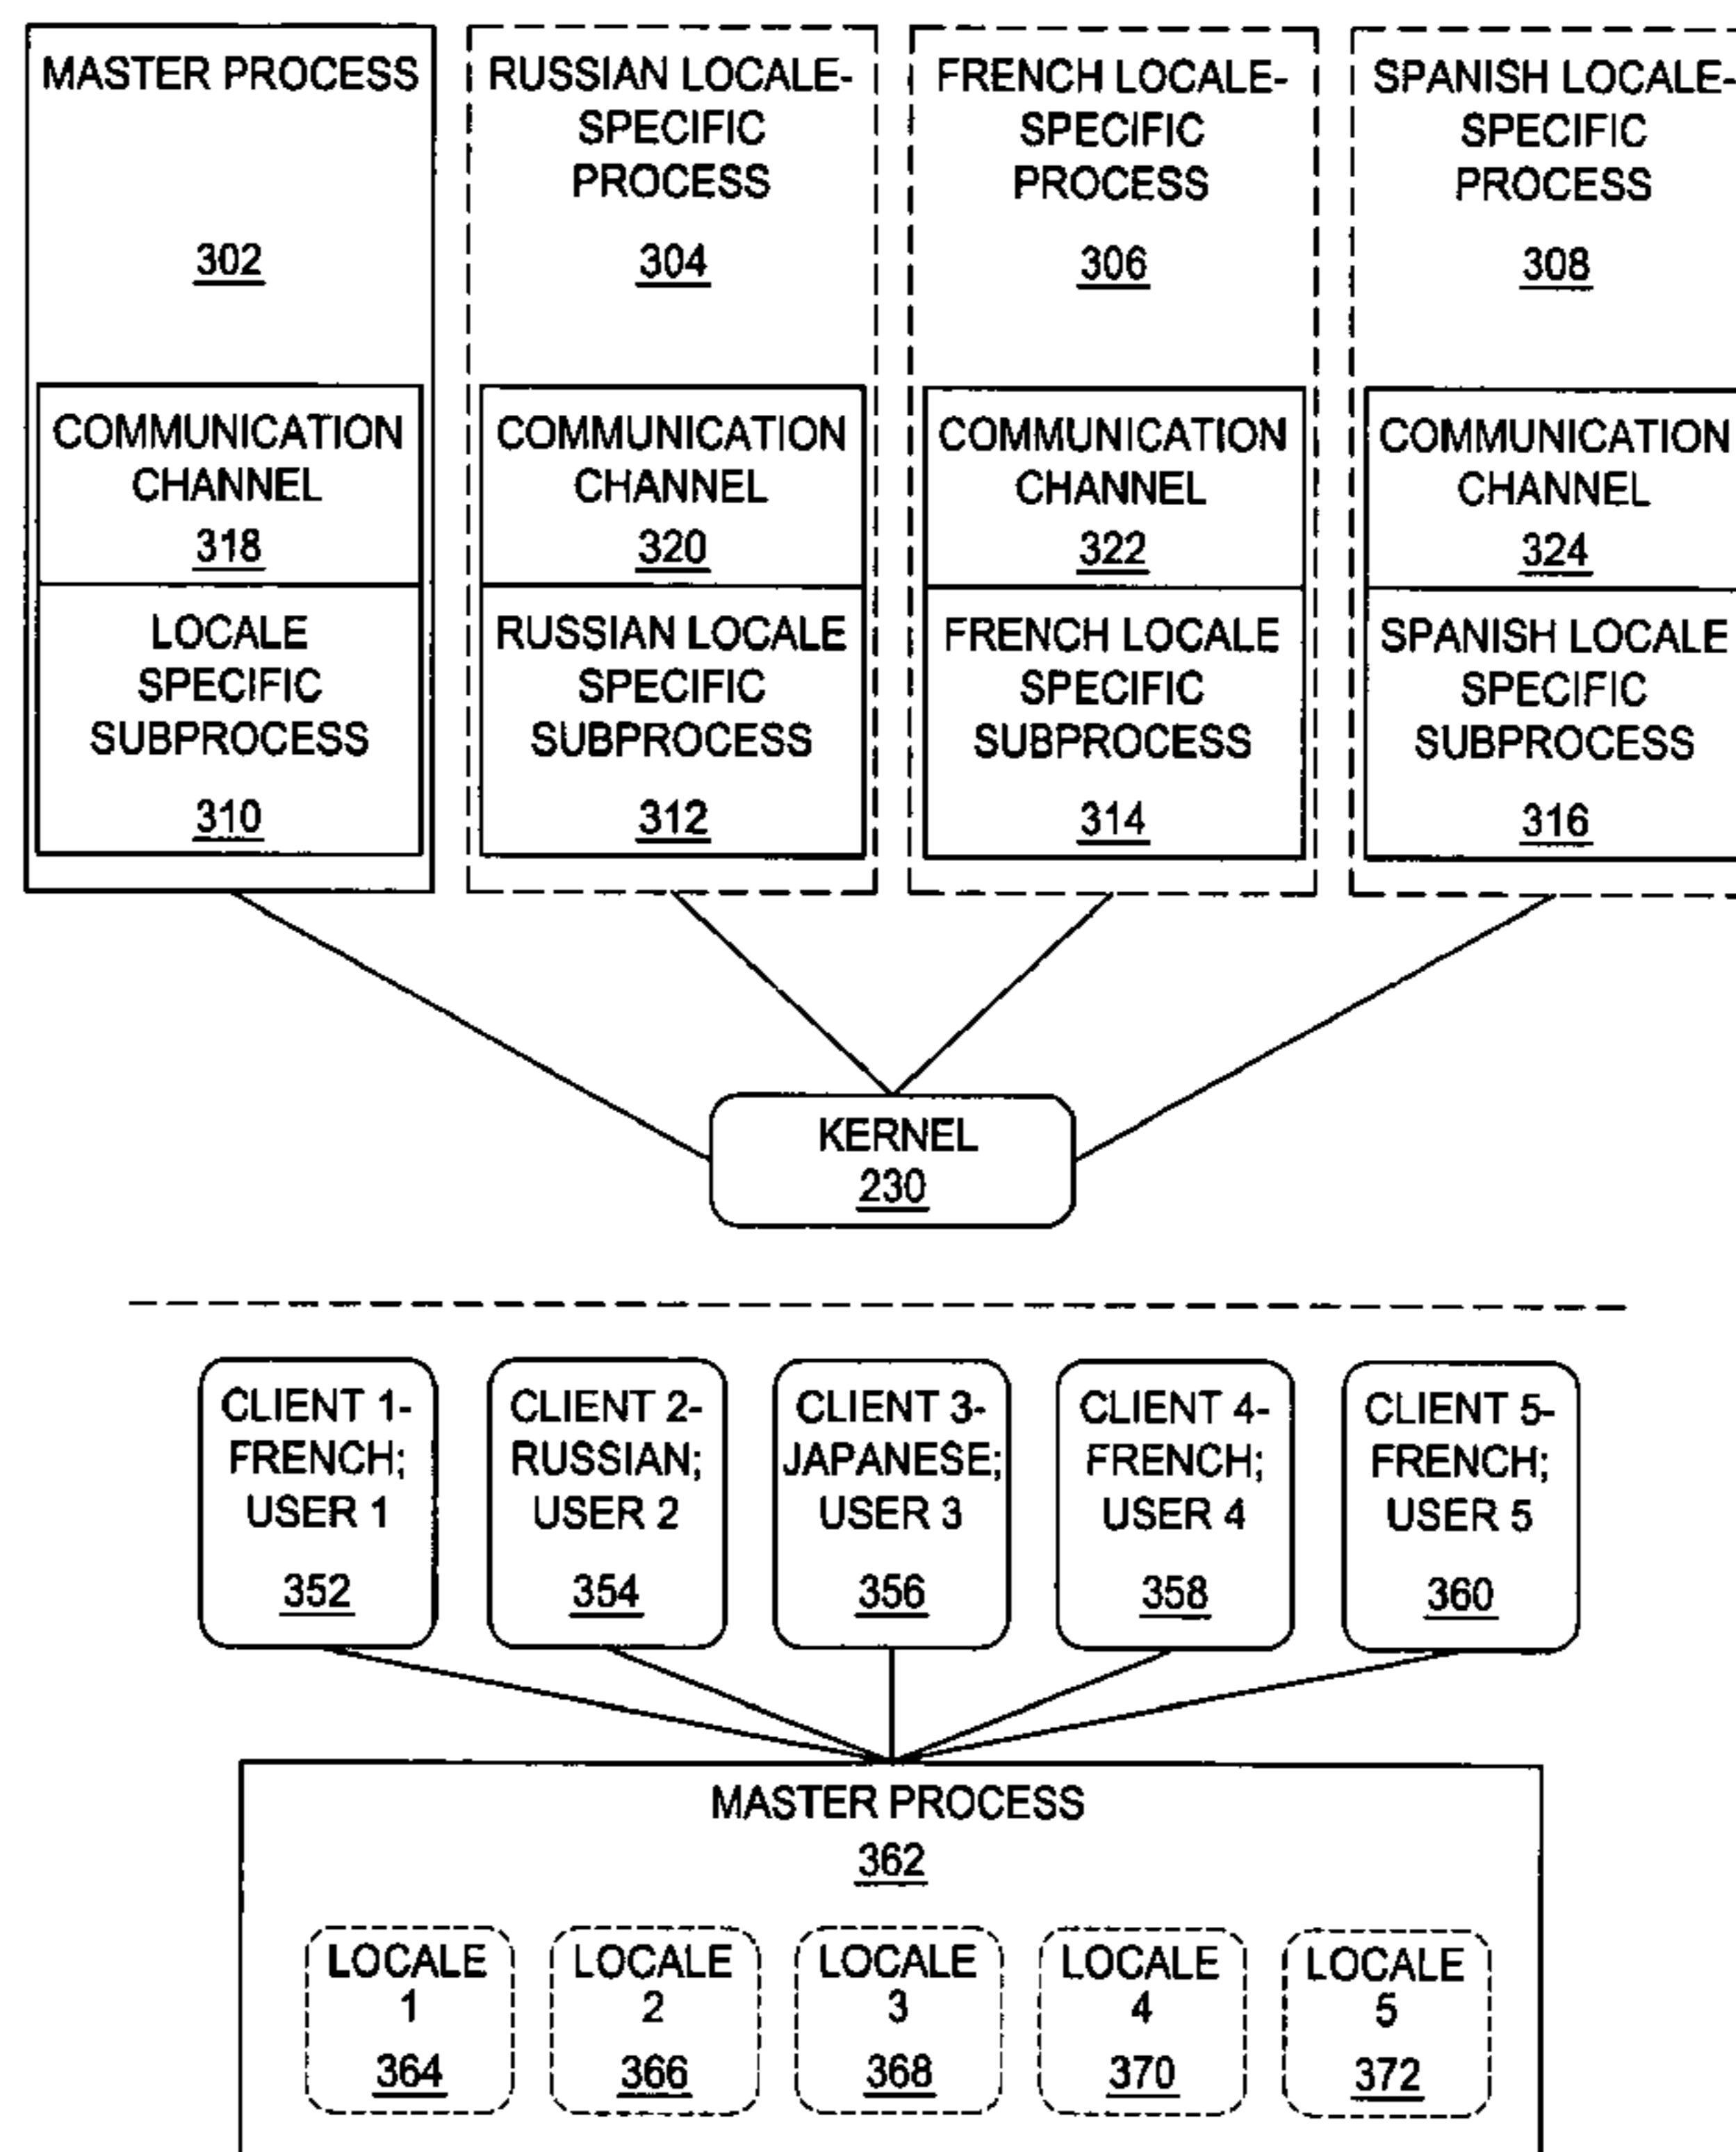 MASTER PROCESS
302
COMMUNICATION
CHANNEL
318
LOCALE
SPECIFIC
SUBPROCESS
310
RUSSIAN LOCALE-
SPECIFIC
PROCESS
304
COMMUNICATION
CHANNEL
320
RUSSIAN LOCALE
SPECIFIC
SUBPROCESS
312
FRENCH LOCALE-
SPECIFIC
PROCESS
306
COMMUNICATION
CHANNEL
322
FRENCH LOCALE
SPECIFIC
SUBPROCESS
314
SPANISH LOCALE-
SPECIFIC
PROCESS
308
COMMUNICATION
CHANNEL
324
SPANISH LOCALE
SPECIFIC
SUBPROCESS
316
KERNEL
230
CLIENT 1-
FRENCH;
USER 1
352
CLIENT 2-
RUSSIAN;
USER 2
354
CLIENT 3-
JAPANESE;
USER 3
356
CLIENT 4-
FRENCH;
USER 4
358
CLIENT 5-
FRENCH;
USER 5
360
MASTER PROCESS
362
LOCALE
1
364
LOCALE
2
366
LOCALE
3
368
LOCALE
4
370
LOCALE
5
372